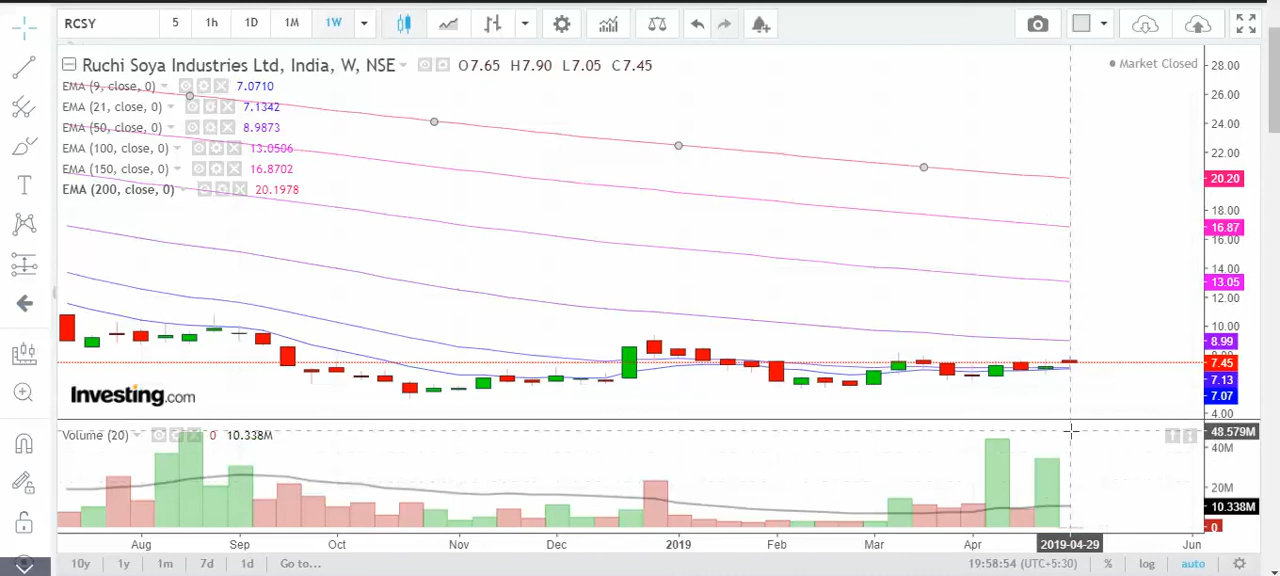 RCSY 5 1h 1D 1M 1W
Ruchi Soya Industries Ltd, India, W, NSE O7.65 H7.90 L7.05 C7.45
Market Closed
EMA (9, close, 0) 7.0710
EMA (21, close, 0) 7.1342
EMA (50, close, 0) 8.9873
EMA (100, close, 0) 13.0506
EMA (150, close, 0) 16.8702
EMA (200, close, 0) 20.1978
28.00
26.00
24.00
22.00
20.20
18.00
16.87
16.00
14.00
13.05
12.00
10.00
8.99
7.45
7.13
7.07
4.00
Investing.com
Volume (20) 0 10.338M
48.579M
40M
20M
10.338M
0
Aug Sep Oct Nov Dec 2019 Feb Mar Apr 2019-04-29 Jun
10y 1y 1m 7d 1d Go to... 19:58:54 (UTC+5:30) % log auto